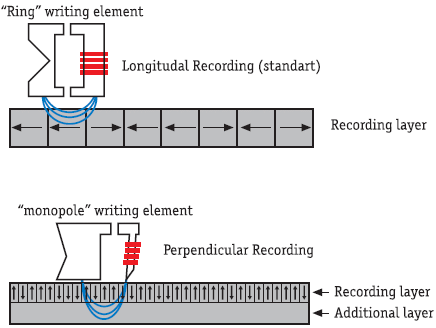 “Ring” writing element
Longitudal Recording (standart)
Recording layer
“monopole” writing element
Perpendicular Recording
Recording layer
Additional layer